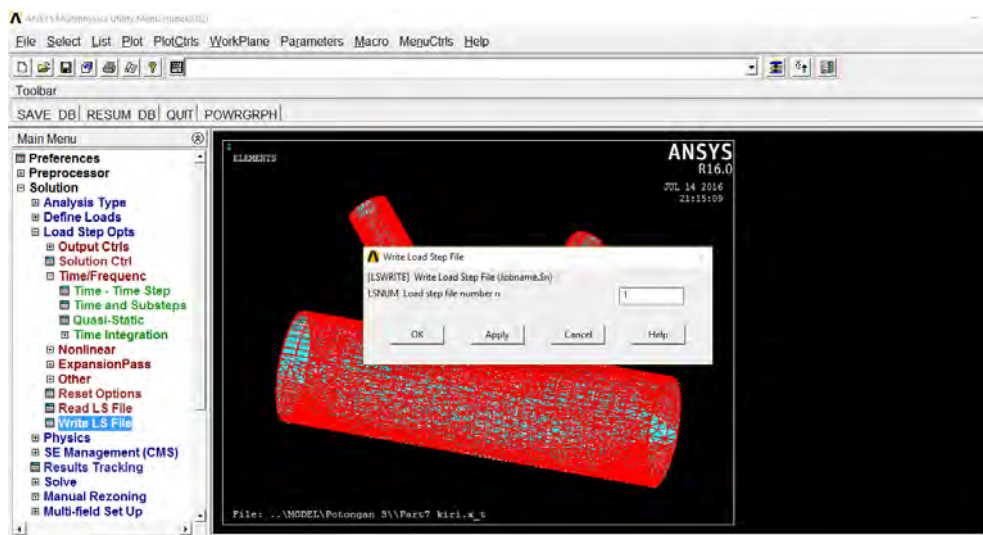 ANSYS Multiphysics Utility Menu
File Select List Plot PlotCtrls WorkPlane Parameters Macro MenuCtrls Help
Toolbar
SAVE_DB RESUM_DB QUIT POWRGRPH
Main Menu
Preferences
Preprocessor
Solution
Analysis Type
Define Loads
Load Step Opts
Output Ctrls
Solution Ctrl
Time/Frequenc
Time - Time Step
Time and Substeps
Quasi-Static
Time Integration
Nonlinear
ExpansionPass
Other
Reset Options
Read LS File
Write LS File
Physics
SE Management (CMS)
Results Tracking
Solve
Manual Rezoning
Multi-field Set Up
1
ELEMENTS
ANSYS
R16.0
JUL 14 2016
21:15:09
Write Load Step File
[LSWRITE] Write Load Step File (Jobname.Sn)
LSNUM Load step file number n
1
OK Apply Cancel Help
File: ..\MODEL\Potongan 3\\Part7 kiri.x_t